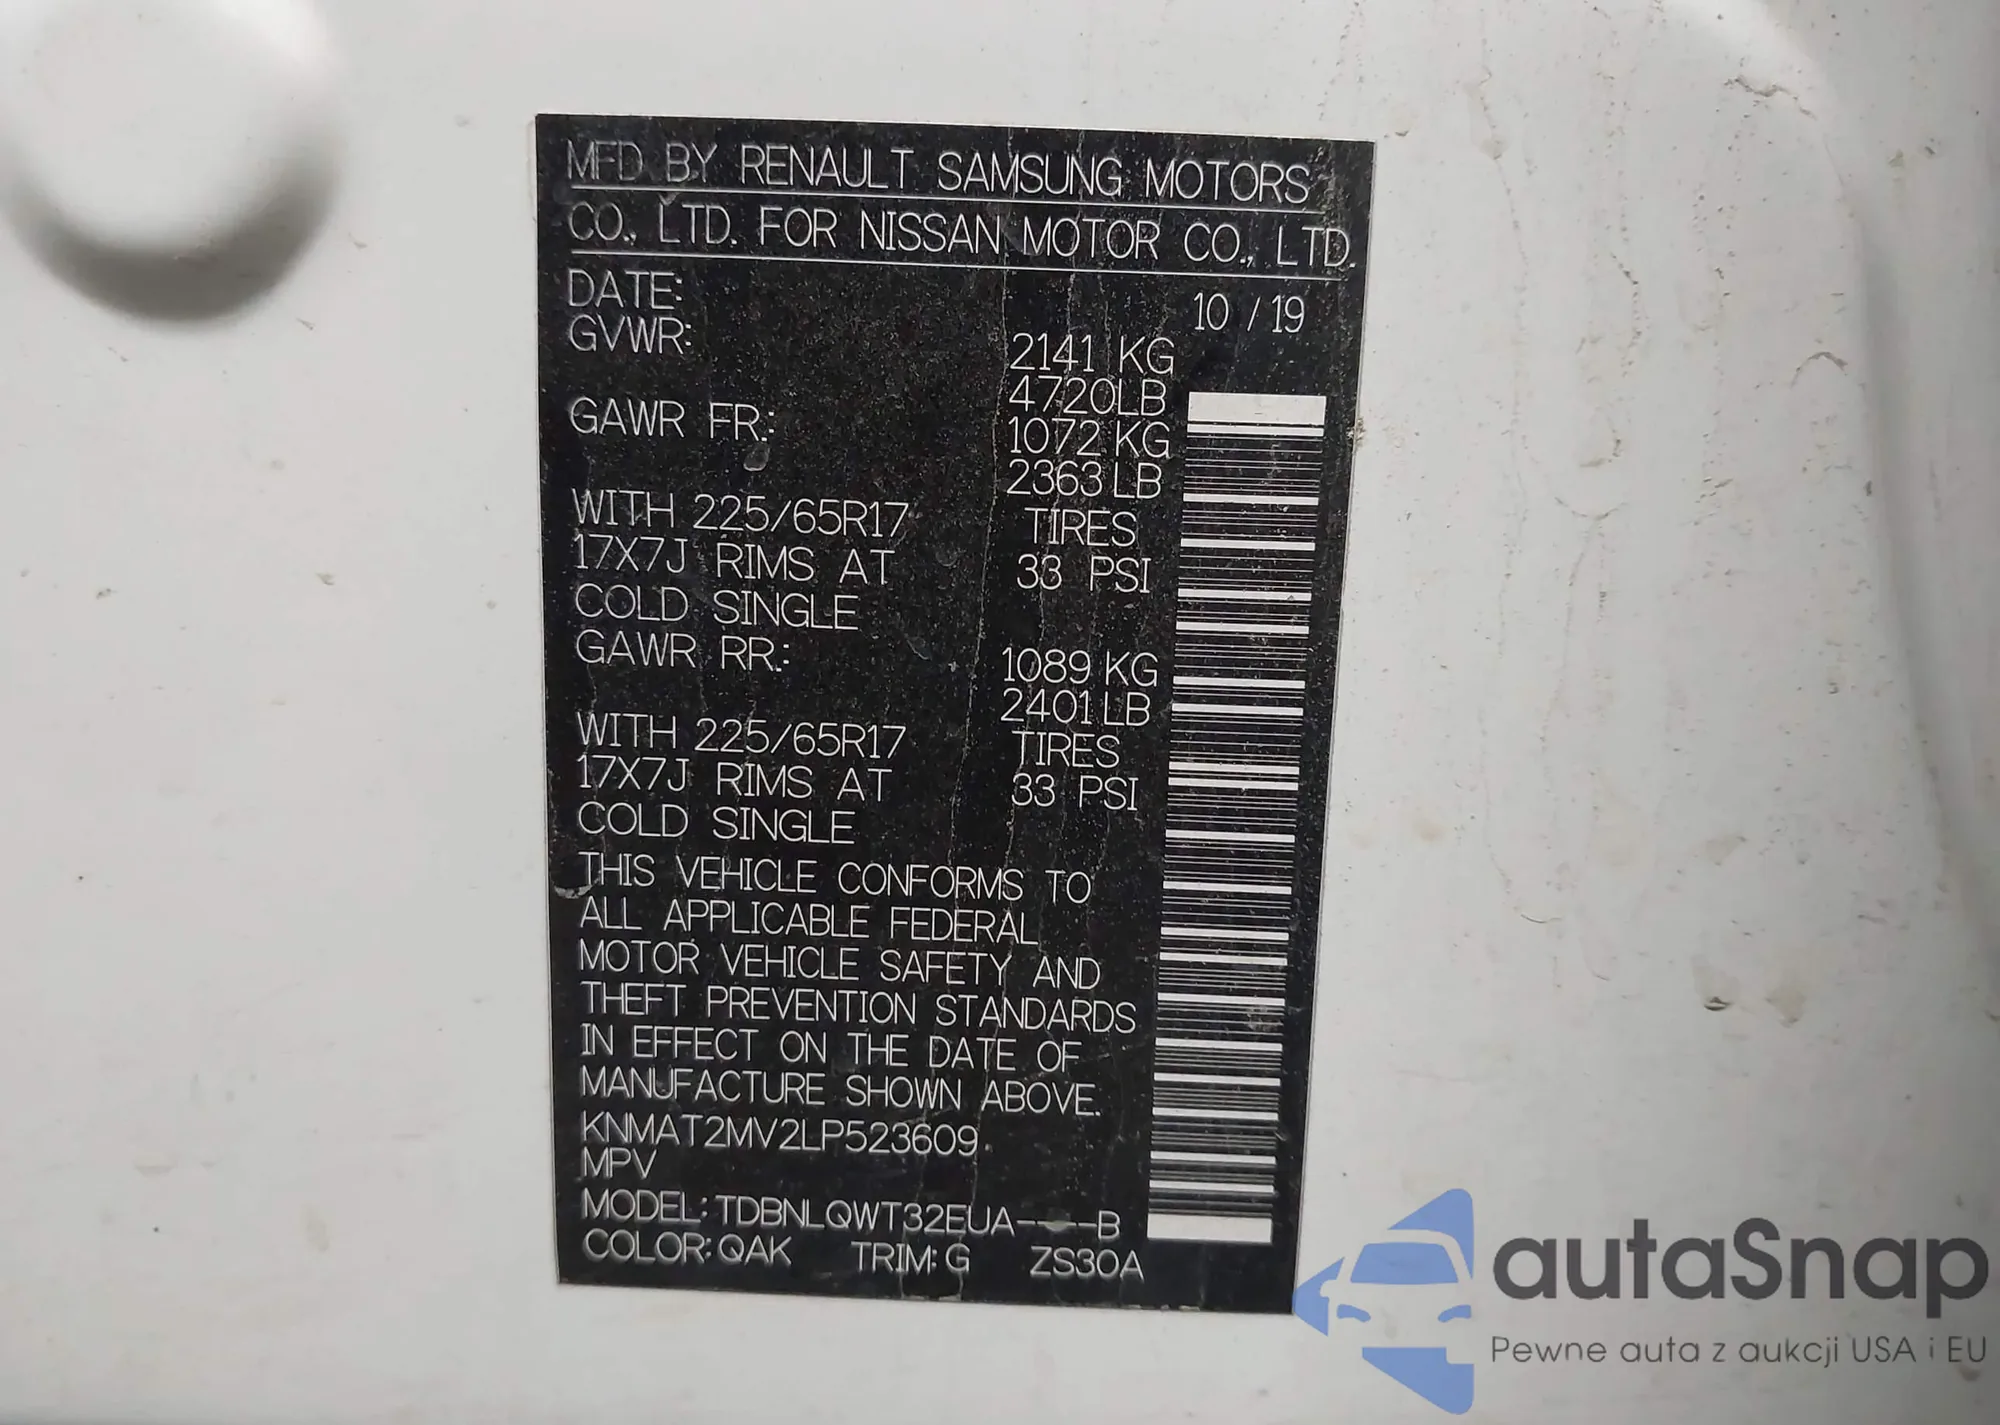 MFD BY RENAULT SAMSUNG MOTORS
CO., LTD. FOR NISSAN MOTOR CO., LTD.
DATE: 10 / 19
GVWR: 2141 KG
4720LB
GAWR FR.: 1072 KG
2363 LB
WITH 225/65R17 TIRES
17X7J RIMS AT 33 PSI
COLD SINGLE
GAWR RR.: 1089 KG
2401 LB
WITH 225/65R17 TIRES
17X7J RIMS AT 33 PSI
COLD SINGLE
THIS VEHICLE CONFORMS TO
ALL APPLICABLE FEDERAL
MOTOR VEHICLE SAFETY AND
THEFT PREVENTION STANDARDS
IN EFFECT ON THE DATE OF
MANUFACTURE SHOWN ABOVE.
KNMAT2MV2LP523609
MPV
MODEL: TDBNLQWT32EUA----B
COLOR: QAK TRIM: G ZS30A
autaSnap
Pewne auta z aukcji USA i EU